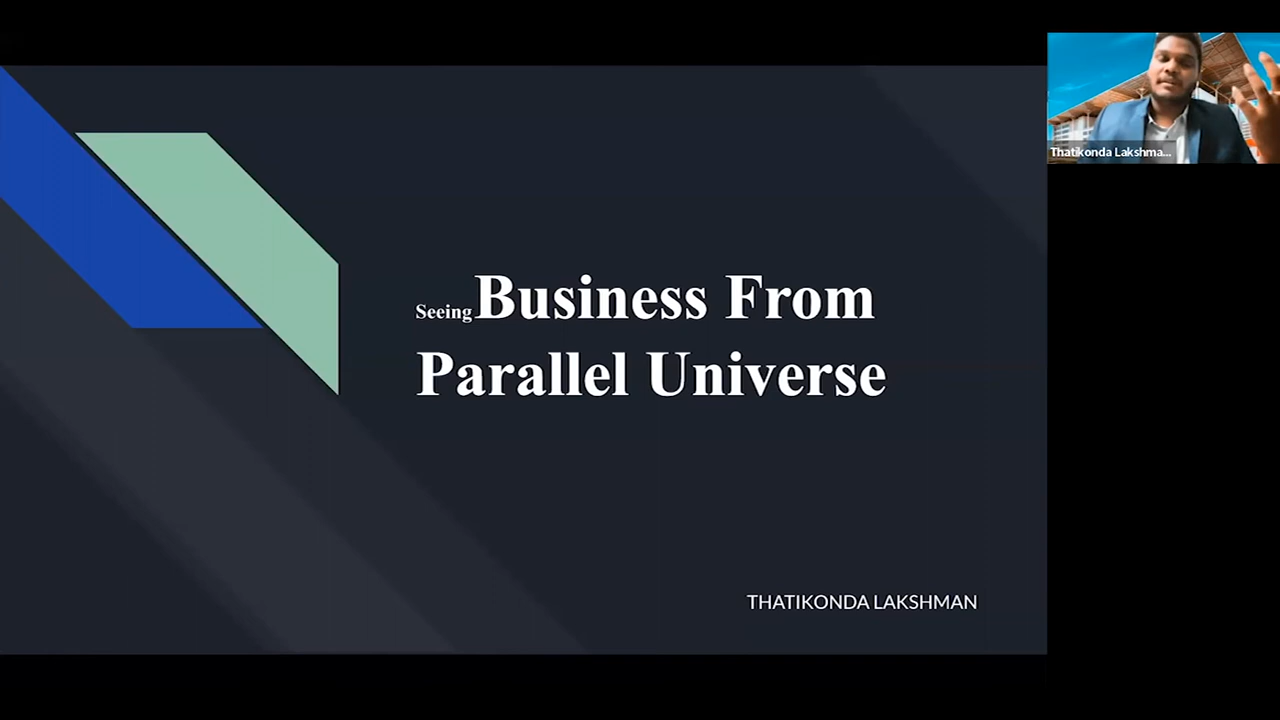 Seeing Business From
Parallel Universe
THATIKONDA LAKSHMAN
Thatikonda Lakshma...